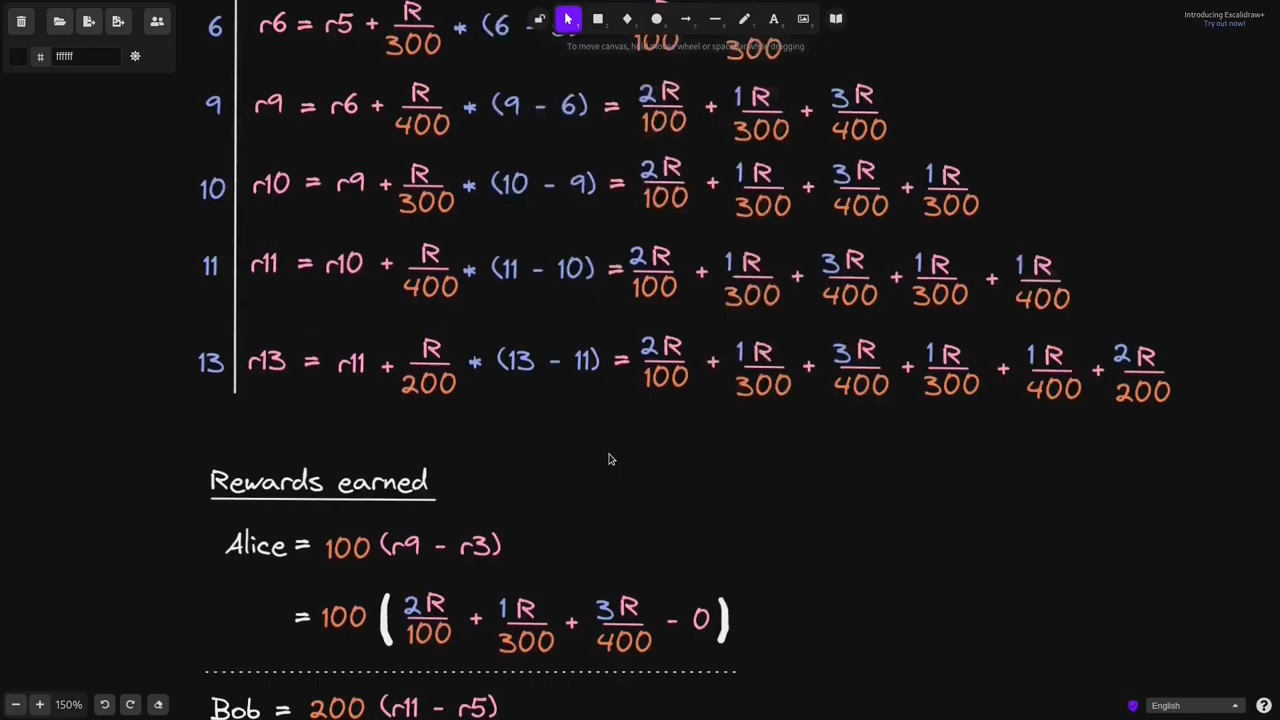 Introducing Excalidraw+
Try out now!
# ffffff
To move canvas, hold mouse wheel or spacebar while dragging
6 r6 = r5 + R/300 * (6 - 100 300
9 r9 = r6 + R/400 * (9 - 6) = 2R/100 + 1R/300 + 3R/400
10 r10 = r9 + R/300 * (10 - 9) = 2R/100 + 1R/300 + 3R/400 + 1R/300
11 r11 = r10 + R/400 * (11 - 10) = 2R/100 + 1R/300 + 3R/400 + 1R/300 + 1R/400
13 r13 = r11 + R/200 * (13 - 11) = 2R/100 + 1R/300 + 3R/400 + 1R/300 + 1R/400 + 2R/200
Rewards earned
Alice = 100 (r9 - r3)
= 100 ( 2R/100 + 1R/300 + 3R/400 - 0 )
Bob = 200 (r11 - r5)
150%
English